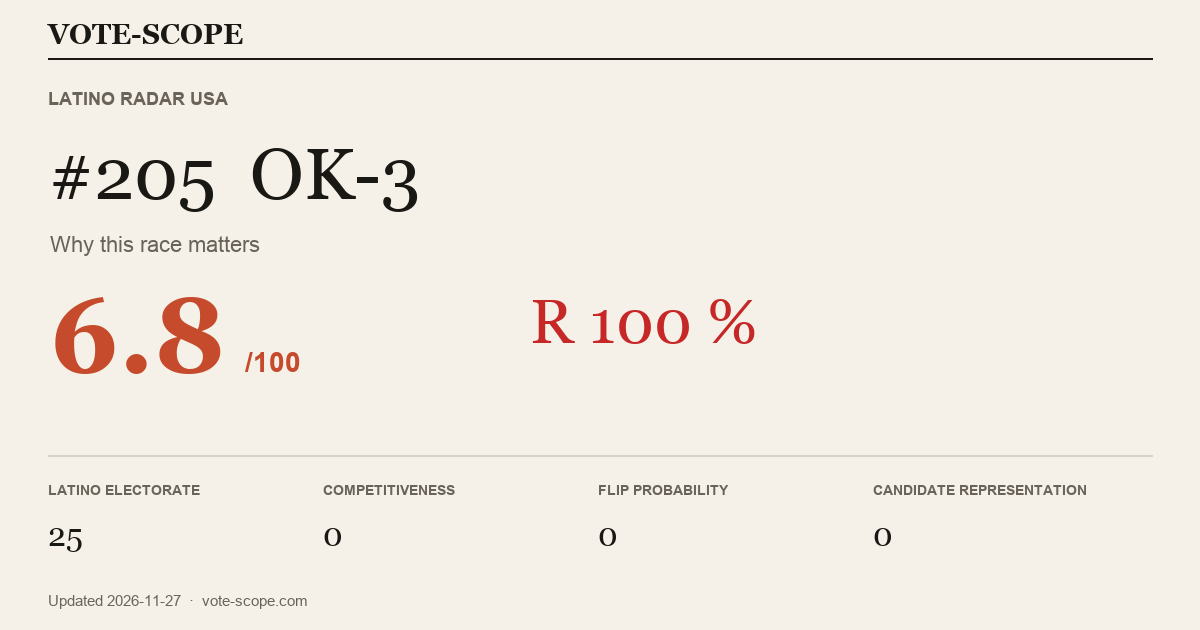 VOTE-SCOPE
LATINO RADAR USA
#205 OK-3
Why this race matters
6.8 /100
R 100 %
LATINO ELECTORATE
25
COMPETITIVENESS
0
FLIP PROBABILITY
0
CANDIDATE REPRESENTATION
0
Updated 2026-11-27 · vote-scope.com